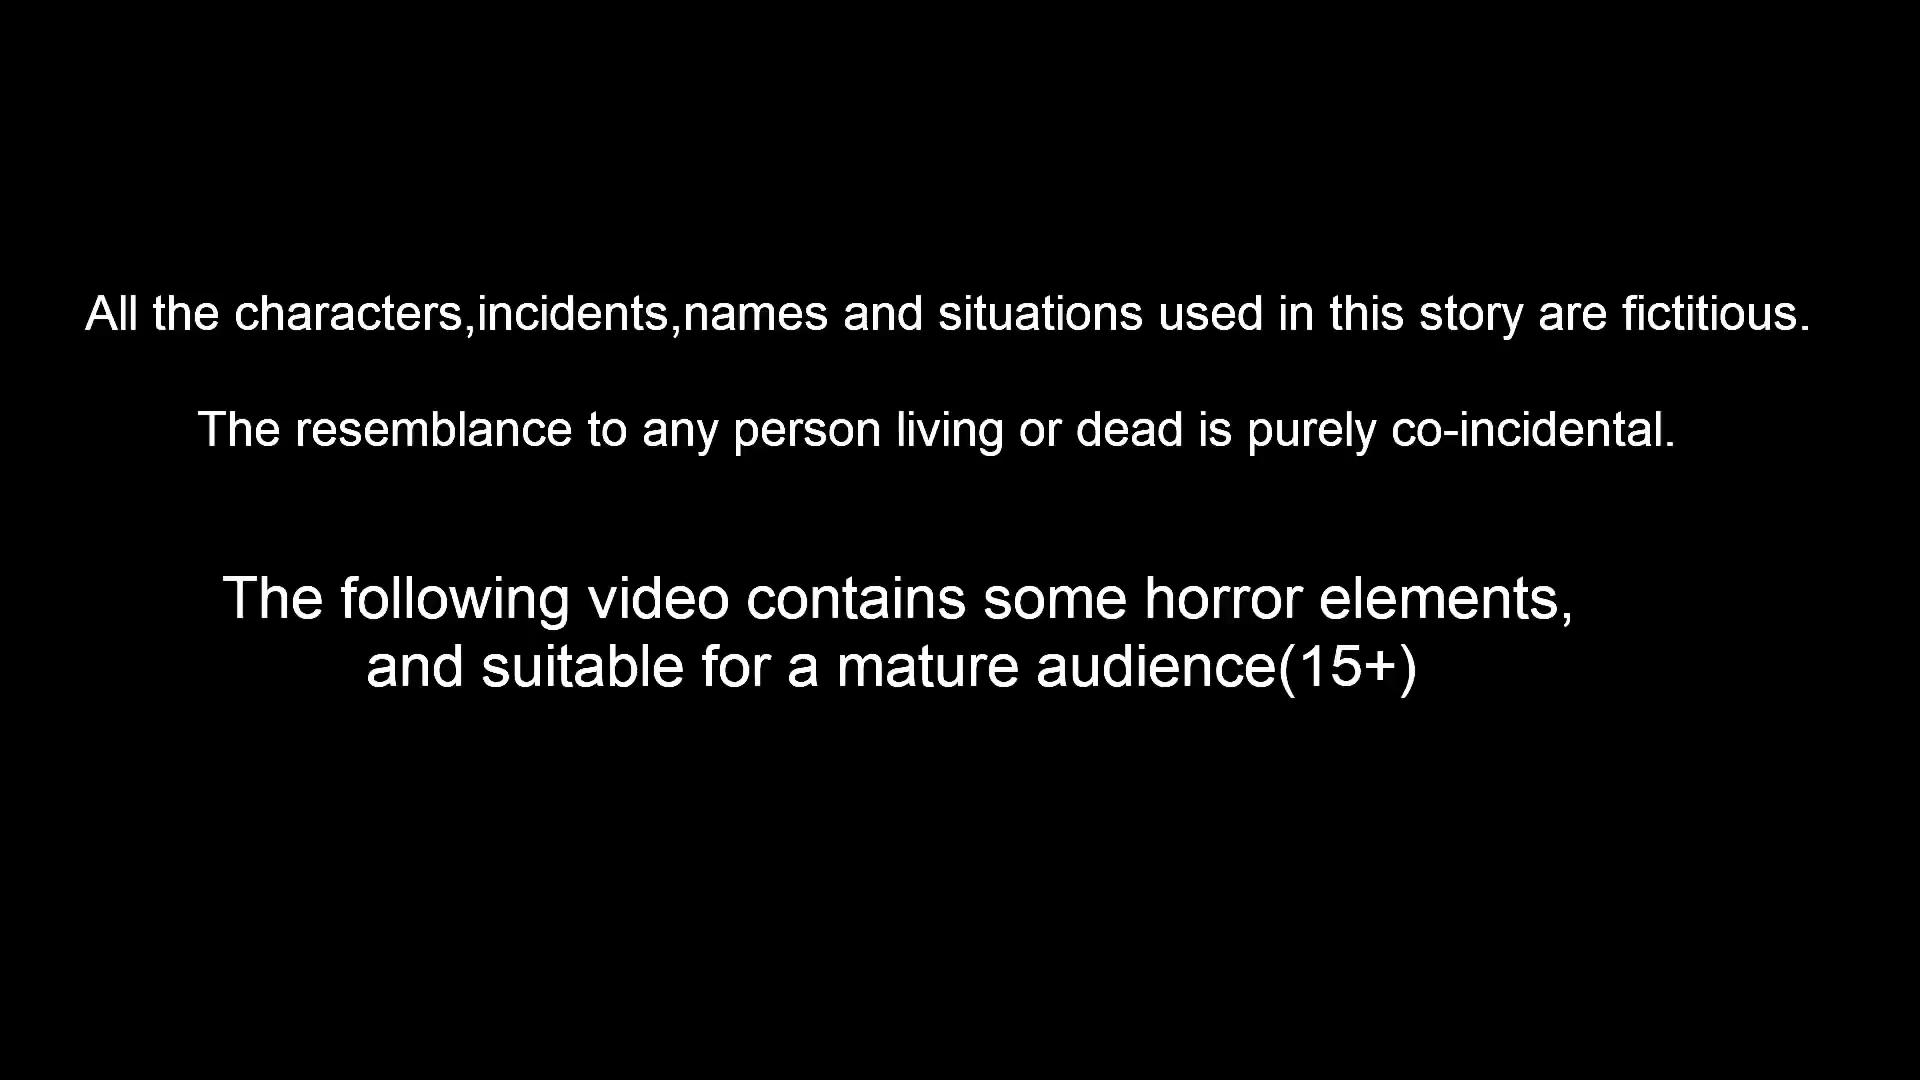 All the characters,incidents,names and situations used in this story are fictitious.
The resemblance to any person living or dead is purely co-incidental.
The following video contains some horror elements,
and suitable for a mature audience(15+)